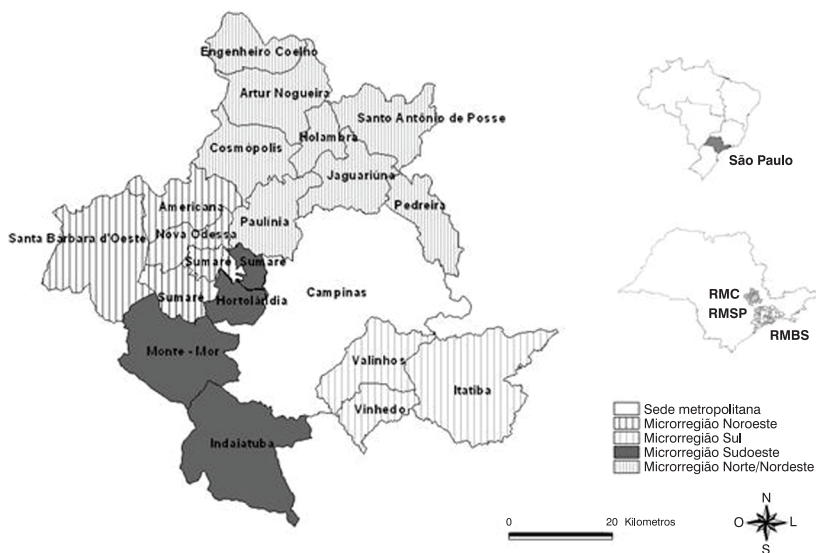 Engenheiro Coelho
Artur Nogueira
Santo Antônio de Posse
Holambra
Cosmópolis
Jaguariúna
Pedreira
Americana
Paulínia
Santa Bárbara d'Oeste
Nova Odessa
Sumaré
Sumaré
Sumaré
Hortolândia
Campinas
Monte - Mor
Valinhos
Itatiba
Vinhedo
Indaiatuba
São Paulo
RMC
RMSP
RMBS
Sede metropolitana
Microrregião Noroeste
Microrregião Sul
Microrregião Sudoeste
Microrregião Norte/Nordeste
0 20 Kilometros
N
O L
S